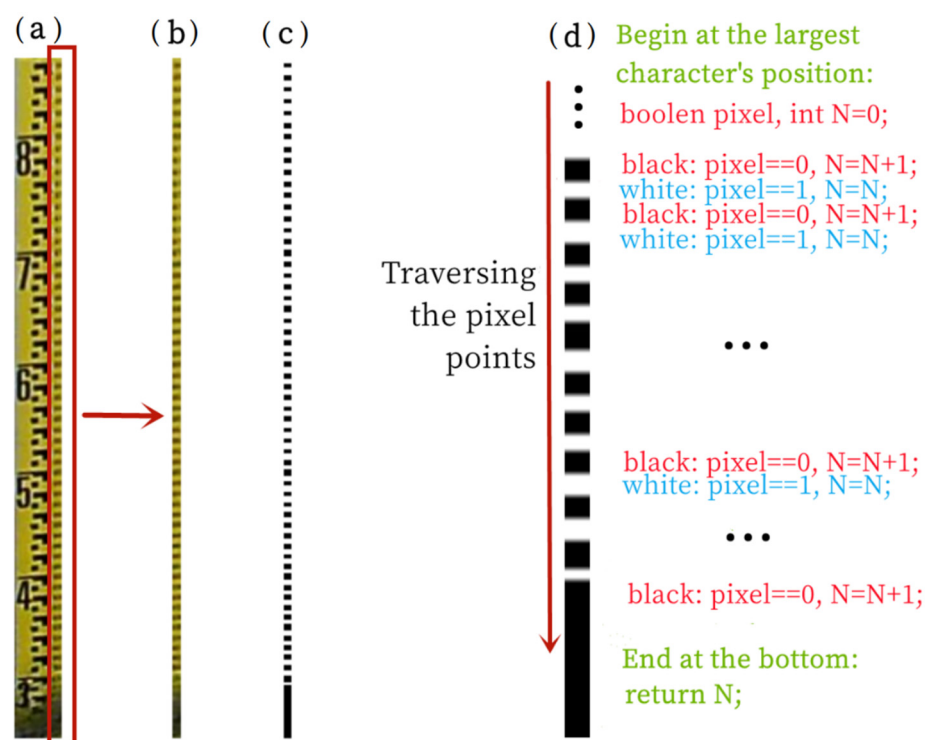 (a)
(b)
(c)
(d)
8
7
6
5
4
3
Traversing
the pixel
points
Begin at the largest
character's position:
boolen pixel, int N=0;
black: pixel==0, N=N+1;
white: pixel==1, N=N;
black: pixel==0, N=N+1;
white: pixel==1, N=N;
black: pixel==0, N=N+1;
white: pixel==1, N=N;
black: pixel==0, N=N+1;
End at the bottom:
return N;